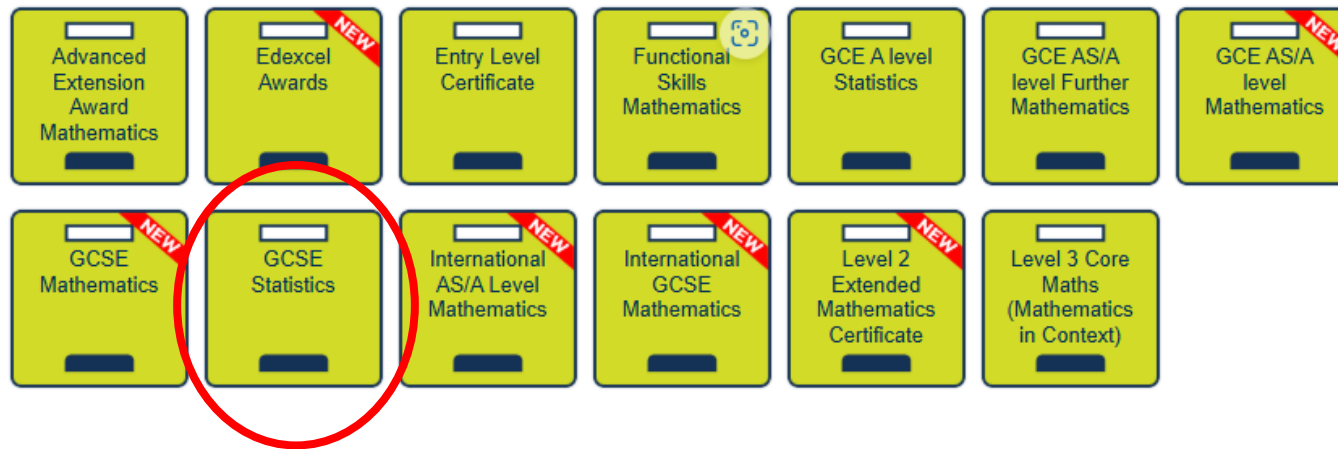 Advanced
Extension
Award
Mathematics
NEW
Edexcel
Awards
Entry Level
Certificate
Functional
Skills
Mathematics
GCE A level
Statistics
GCE AS/A
level Further
Mathematics
NEW
GCE AS/A
level
Mathematics
NEW
GCSE
Mathematics
GCSE
Statistics
NEW
International
AS/A Level
Mathematics
NEW
International
GCSE
Mathematics
NEW
Level 2
Extended
Mathematics
Certificate
Level 3 Core
Maths
(Mathematics
in Context)